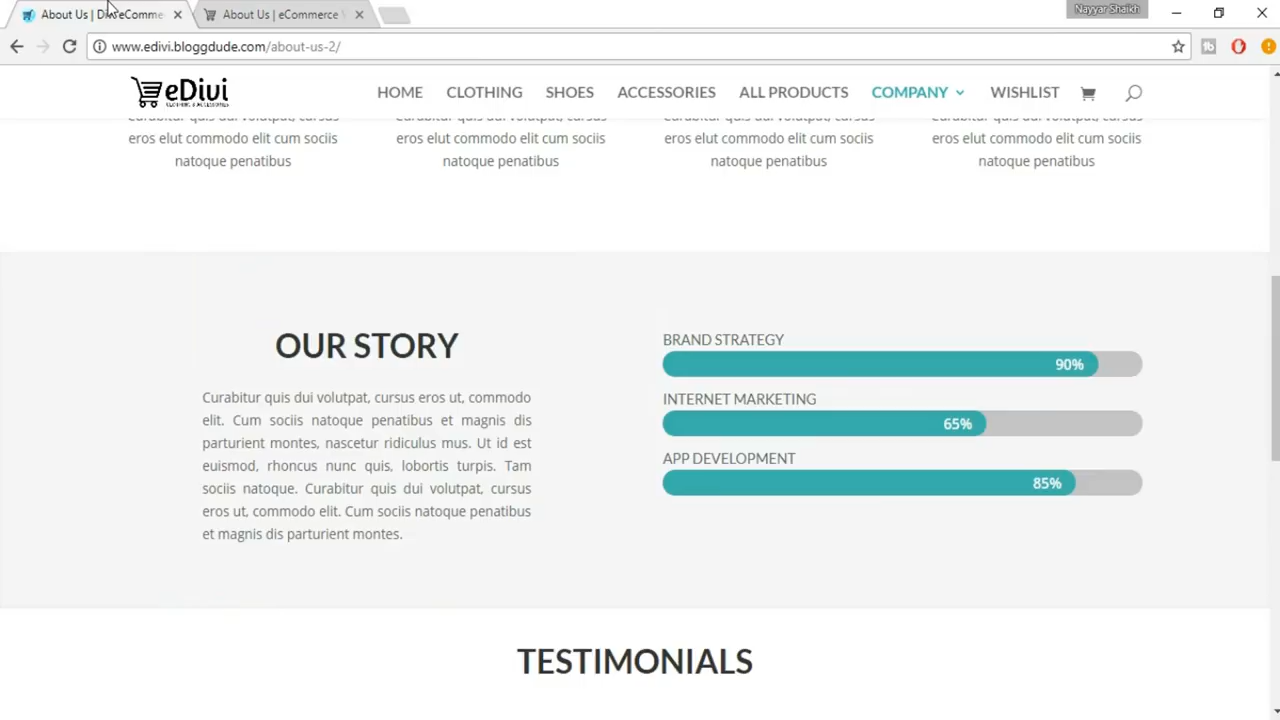 About Us | Divi eComme
About Us | eCommerce
Nayyar Shaikh
www.edivi.bloggdude.com/about-us-2/
eDivi
CLOTHING & ACCESSORIES
HOME
CLOTHING
SHOES
ACCESSORIES
ALL PRODUCTS
COMPANY
WISHLIST
Curabitur quis dui volutpat, cursus
eros elut commodo elit cum sociis
natoque penatibus
Curabitur quis dui volutpat, cursus
eros elut commodo elit cum sociis
natoque penatibus
Curabitur quis dui volutpat, cursus
eros elut commodo elit cum sociis
natoque penatibus
Curabitur quis dui volutpat, cursus
eros elut commodo elit cum sociis
natoque penatibus
OUR STORY
Curabitur quis dui volutpat, cursus eros ut, commodo
elit. Cum sociis natoque penatibus et magnis dis
parturient montes, nascetur ridiculus mus. Ut id est
euismod, rhoncus nunc quis, lobortis turpis. Tam
sociis natoque. Curabitur quis dui volutpat, cursus
eros ut, commodo elit. Cum sociis natoque penatibus
et magnis dis parturient montes.
BRAND STRATEGY
90%
INTERNET MARKETING
65%
APP DEVELOPMENT
85%
TESTIMONIALS